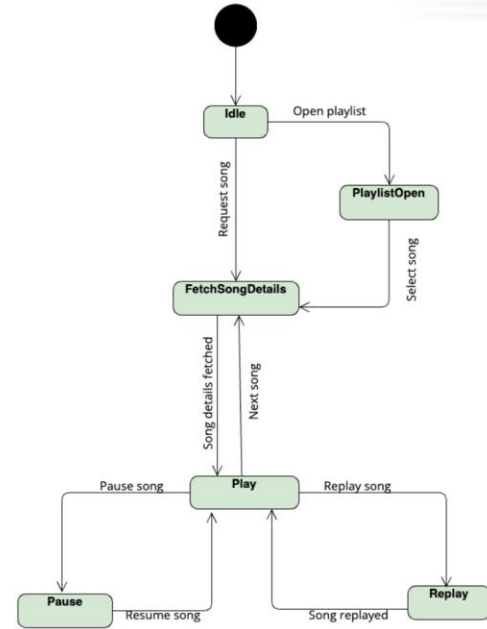 Idle
Open playlist
Request song
PlaylistOpen
Select song
FetchSongDetails
Song details fetched
Next song
Play
Pause song
Replay song
Pause
Resume song
Replay
Song replayed